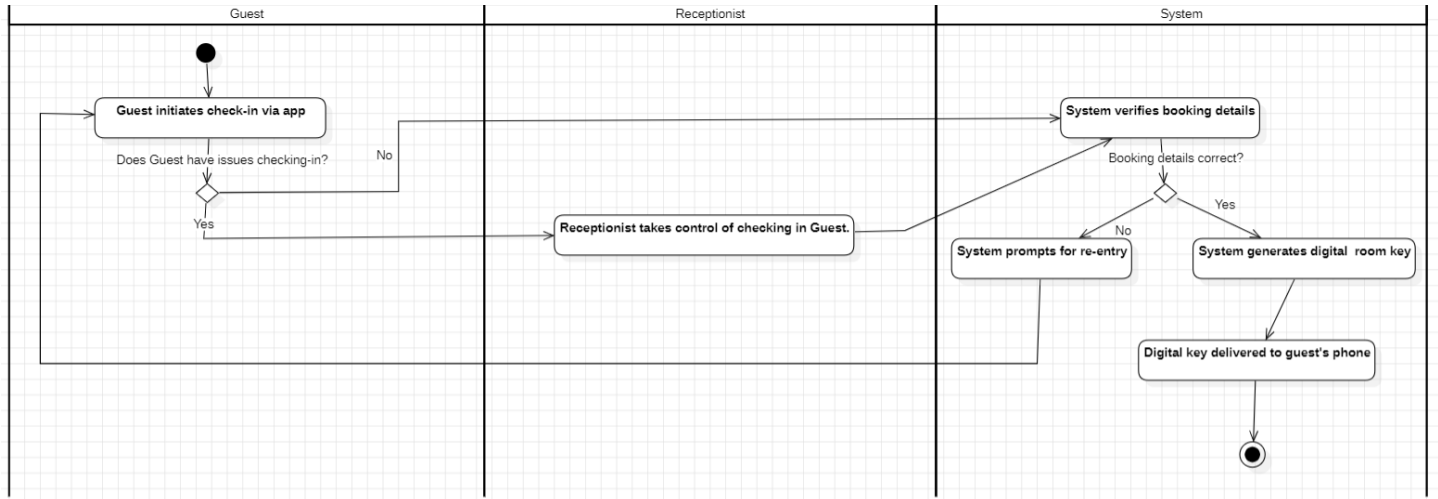 Guest
Receptionist
System
Guest initiates check-in via app
System verifies booking details
Does Guest have issues checking-in?
No
Booking details correct?
Yes
Yes
Receptionist takes control of checking in Guest.
No
System prompts for re-entry
System generates digital  room key
Digital key delivered to guest's phone